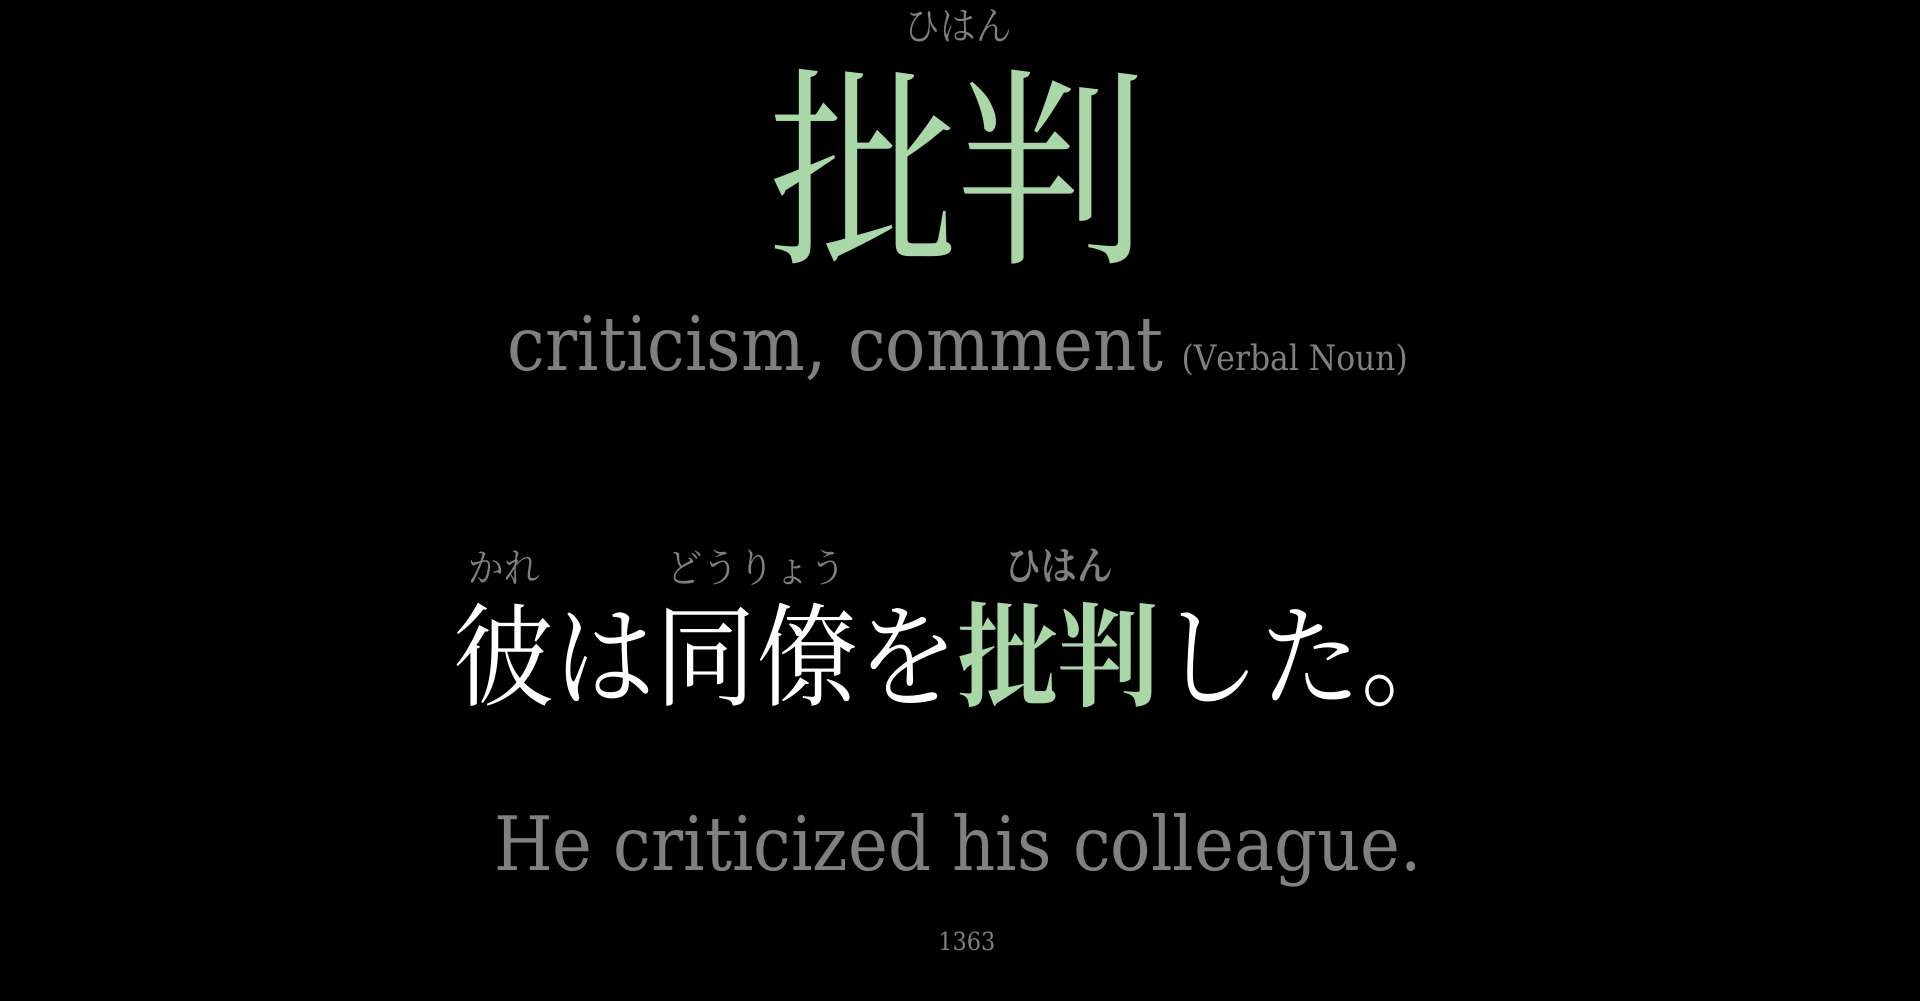 ひはん
批判
criticism, comment (Verbal Noun)
かれ どうりょう ひはん
彼は同僚を批判した。
He criticized his colleague.
1363